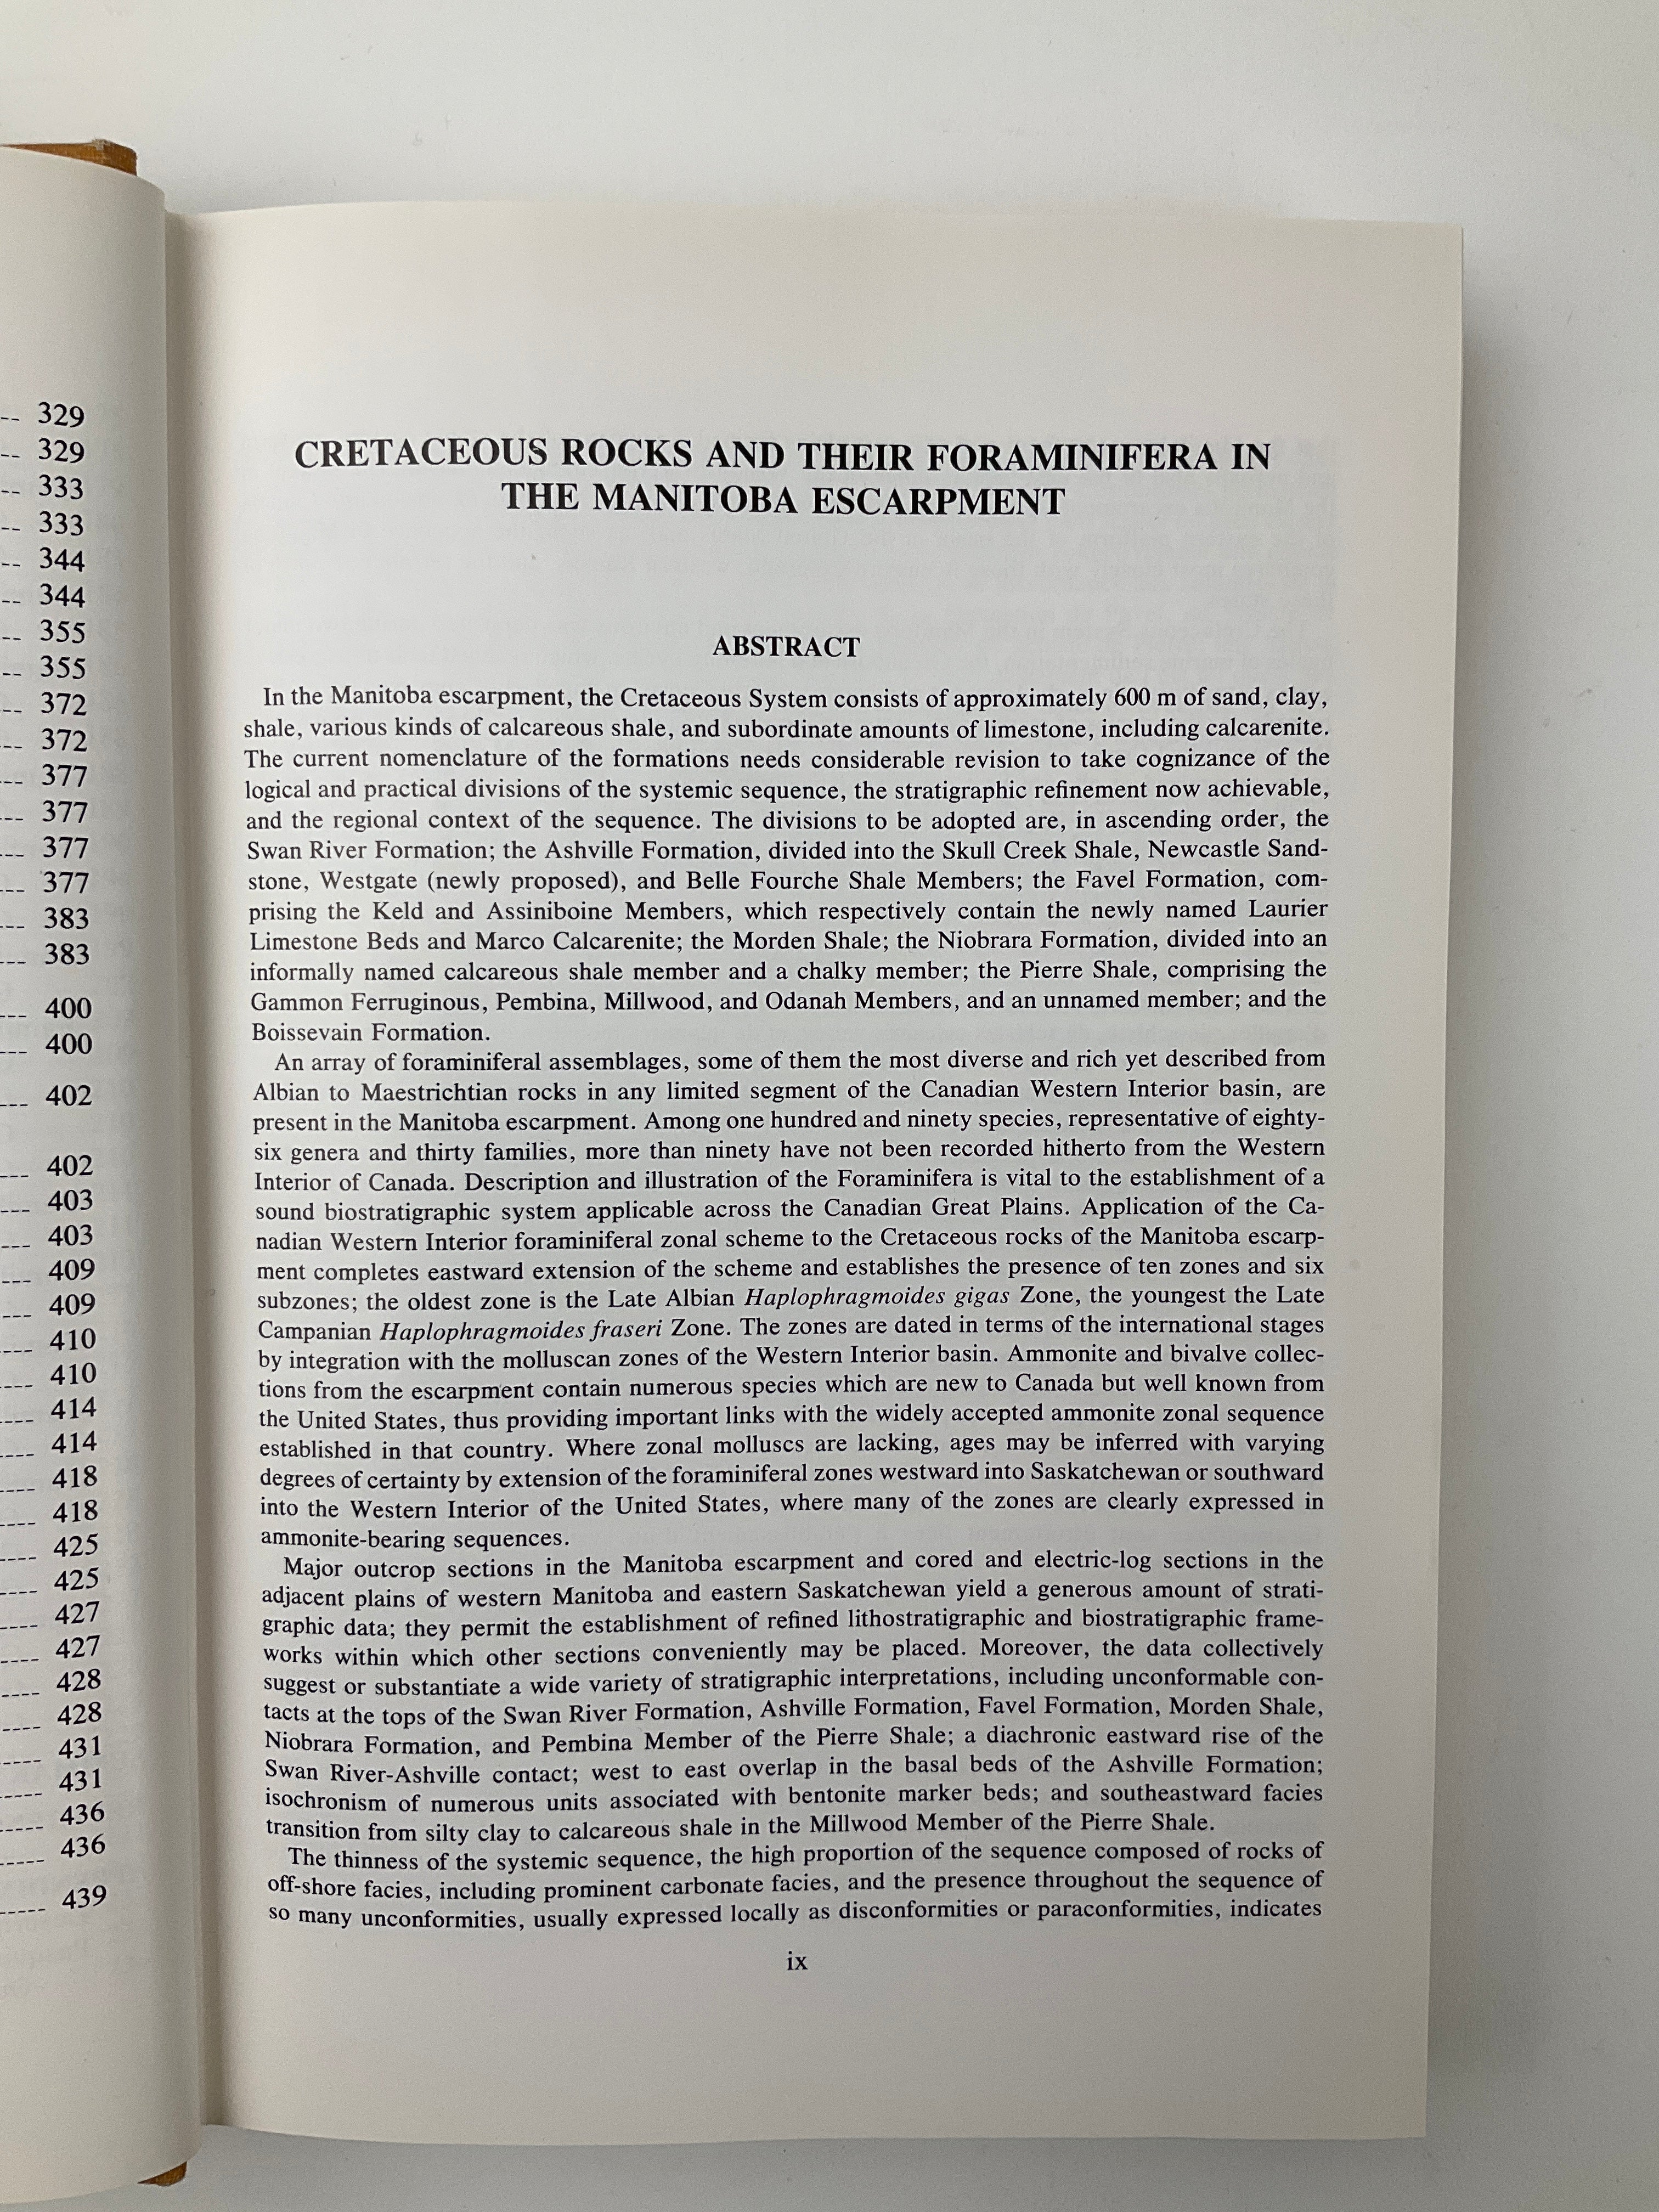 -- 329
-- 329
-- 333
-- 333
-- 344
-- 344
-- 355
-- 355
-- 372
--- 372
--- 377
--- 377
--- 377
--- 377
--- 383
--- 383
--- 400
--- 400
--- 402
--- 402
--- 403
--- 403
--- 409
--- 409
---- 410
---- 410
---- 414
---- 414
---- 418
---- 418
---- 425
---- 425
---- 427
---- 427
---- 428
---- 428
---- 431
---- 431
----- 436
----- 436
----- 439
CRETACEOUS ROCKS AND THEIR FORAMINIFERA IN
THE MANITOBA ESCARPMENT
ABSTRACT
In the Manitoba escarpment, the Cretaceous System consists of approximately 600 m of sand, clay,
shale, various kinds of calcareous shale, and subordinate amounts of limestone, including calcarenite.
The current nomenclature of the formations needs considerable revision to take cognizance of the
logical and practical divisions of the systemic sequence, the stratigraphic refinement now achievable,
and the regional context of the sequence. The divisions to be adopted are, in ascending order, the
Swan River Formation; the Ashville Formation, divided into the Skull Creek Shale, Newcastle Sand-
stone, Westgate (newly proposed), and Belle Fourche Shale Members; the Favel Formation, com-
prising the Keld and Assiniboine Members, which respectively contain the newly named Laurier
Limestone Beds and Marco Calcarenite; the Morden Shale; the Niobrara Formation, divided into an
informally named calcareous shale member and a chalky member; the Pierre Shale, comprising the
Gammon Ferruginous, Pembina, Millwood, and Odanah Members, and an unnamed member; and the
Boissevain Formation.
An array of foraminiferal assemblages, some of them the most diverse and rich yet described from
Albian to Maestrichtian rocks in any limited segment of the Canadian Western Interior basin, are
present in the Manitoba escarpment. Among one hundred and ninety species, representative of eighty-
six genera and thirty families, more than ninety have not been recorded hitherto from the Western
Interior of Canada. Description and illustration of the Foraminifera is vital to the establishment of a
sound biostratigraphic system applicable across the Canadian Great Plains. Application of the Ca-
nadian Western Interior foraminiferal zonal scheme to the Cretaceous rocks of the Manitoba escarp-
ment completes eastward extension of the scheme and establishes the presence of ten zones and six
subzones; the oldest zone is the Late Albian Haplophragmoides gigas Zone, the youngest the Late
Campanian Haplophragmoides fraseri Zone. The zones are dated in terms of the international stages
by integration with the molluscan zones of the Western Interior basin. Ammonite and bivalve collec-
tions from the escarpment contain numerous species which are new to Canada but well known from
the United States, thus providing important links with the widely accepted ammonite zonal sequence
established in that country. Where zonal molluscs are lacking, ages may be inferred with varying
degrees of certainty by extension of the foraminiferal zones westward into Saskatchewan or southward
into the Western Interior of the United States, where many of the zones are clearly expressed in
ammonite-bearing sequences.
Major outcrop sections in the Manitoba escarpment and cored and electric-log sections in the
adjacent plains of western Manitoba and eastern Saskatchewan yield a generous amount of strati-
graphic data; they permit the establishment of refined lithostratigraphic and biostratigraphic frame-
works within which other sections conveniently may be placed. Moreover, the data collectively
suggest or substantiate a wide variety of stratigraphic interpretations, including unconformable con-
tacts at the tops of the Swan River Formation, Ashville Formation, Favel Formation, Morden Shale,
Niobrara Formation, and Pembina Member of the Pierre Shale; a diachronic eastward rise of the
Swan River-Ashville contact; west to east overlap in the basal beds of the Ashville Formation;
isochronism of numerous units associated with bentonite marker beds; and southeastward facies
transition from silty clay to calcareous shale in the Millwood Member of the Pierre Shale.
The thinness of the systemic sequence, the high proportion of the sequence composed of rocks of
off-shore facies, including prominent carbonate facies, and the presence throughout the sequence of
so many unconformities, usually expressed locally as disconformities or paraconformities, indicates
ix